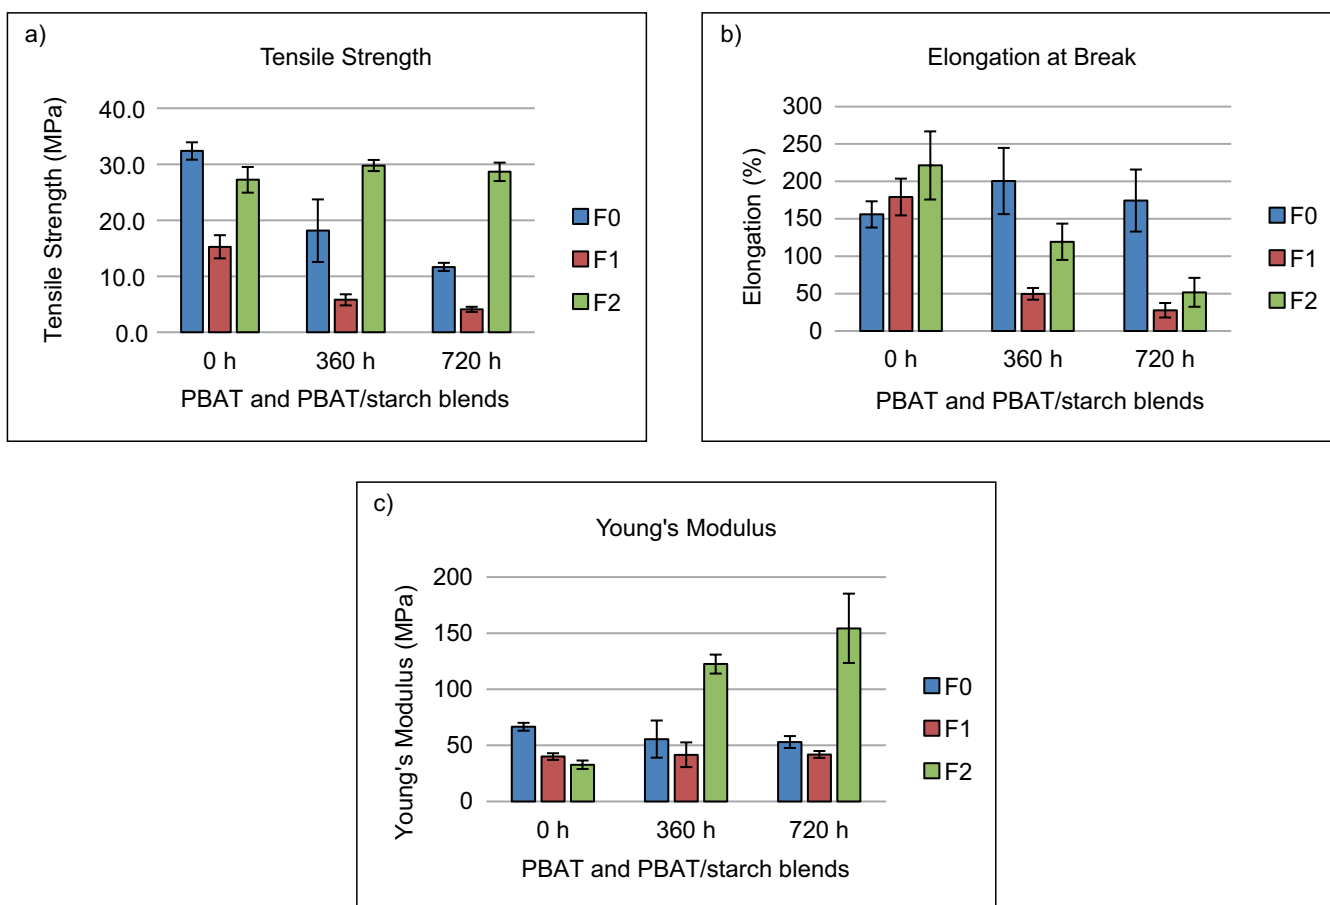 a)
Tensile Strength
Tensile Strength (MPa)
40.0
30.0
20.0
10.0
0.0
0 h 360 h 720 h
PBAT and PBAT/starch blends
F0
F1
F2
b)
Elongation at Break
Elongation (%)
300
250
200
150
100
50
0
0 h 360 h 720 h
PBAT and PBAT/starch blends
F0
F1
F2
c)
Young's Modulus
Young's Modulus (MPa)
200
150
100
50
0
0 h 360 h 720 h
PBAT and PBAT/starch blends
F0
F1
F2